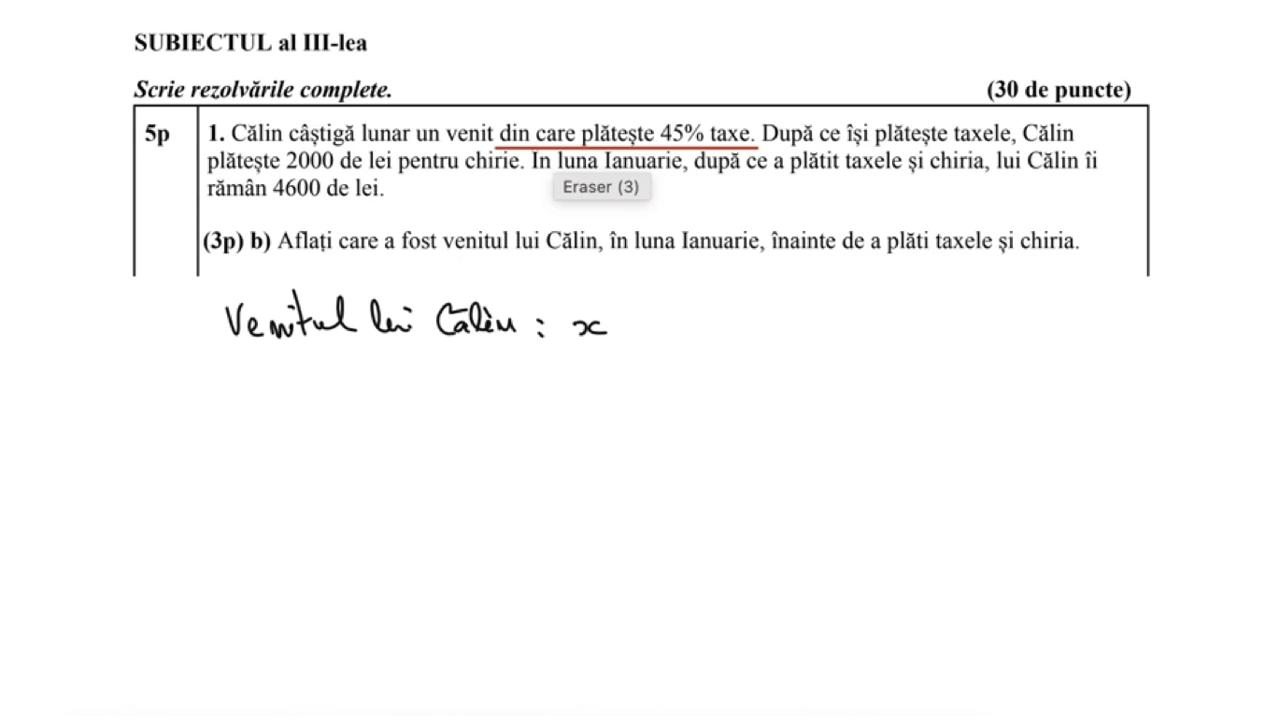 SUBIECTUL al III-lea
Scrie rezolvările complete. (30 de puncte)
5p 1. Călin câștigă lunar un venit din care plătește 45% taxe. După ce își plătește taxele, Călin
plătește 2000 de lei pentru chirie. In luna Ianuarie, după ce a plătit taxele și chiria, lui Călin îi
rămân 4600 de lei.
Eraser (3)
(3p) b) Aflați care a fost venitul lui Călin, în luna Ianuarie, înainte de a plăti taxele și chiria.
Venitul lui Călin : x